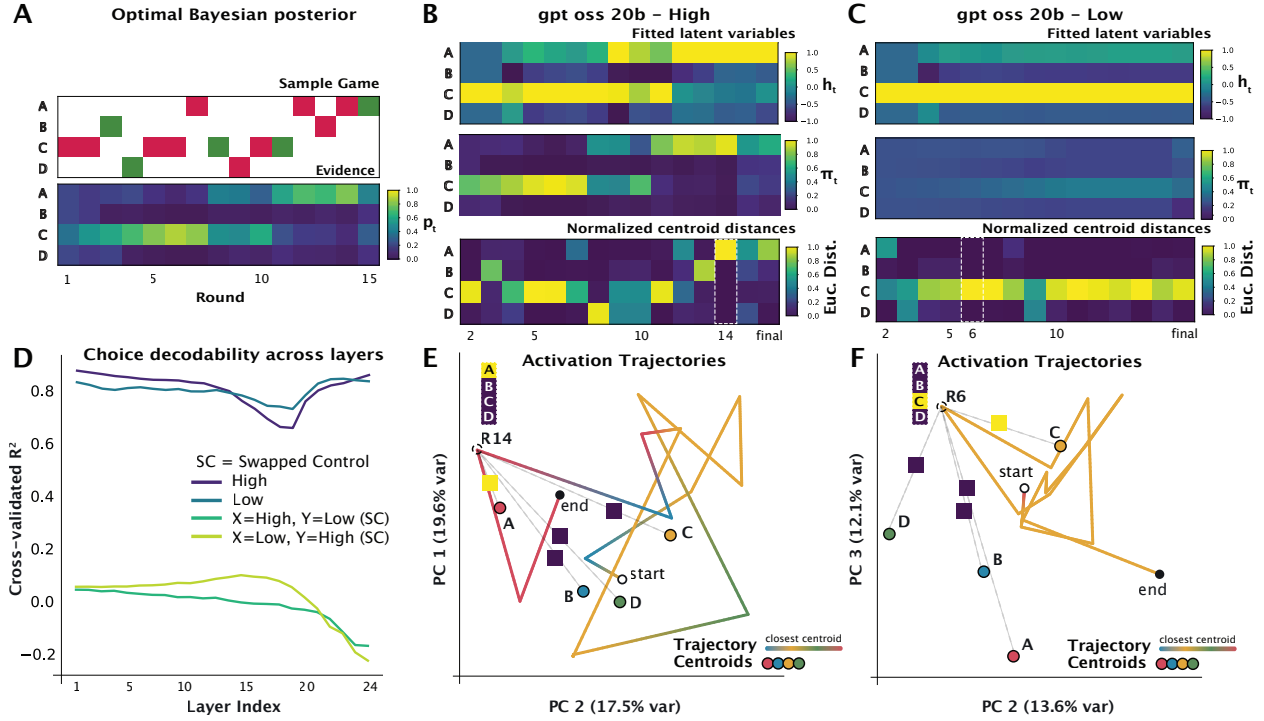 A
Optimal Bayesian posterior
Sample Game
A
B
C
D
Evidence
A
B
C
D
1.0
0.8
0.6
0.4
0.2
0.0
p_t
1 5 10 15
Round
B
gpt oss 20b – High
Fitted latent variables
A
B
C
D
1.0
0.5
0.0
−0.5
−1.0
h_t
A
B
C
D
1.0
0.8
0.6
0.4
0.2
0.0
π_t
Normalized centroid distances
A
B
C
D
1.0
0.8
0.6
0.4
0.2
0.0
Euc. Dist.
2 5 10 14 final
C
gpt oss 20b – Low
Fitted latent variables
A
B
C
D
1.0
0.5
0.0
−0.5
−1.0
h_t
A
B
C
D
1.0
0.8
0.6
0.4
0.2
0.0
π_t
Normalized centroid distances
A
B
C
D
1.0
0.8
0.6
0.4
0.2
0.0
Euc. Dist.
2 5 6 10 final
D
Choice decodability across layers
Cross-validated R²
0.8
0.6
0.4
0.2
0.0
−0.2
SC = Swapped Control
High
Low
X=High, Y=Low (SC)
X=Low, Y=High (SC)
1 5 10 15 20 24
Layer Index
E
Activation Trajectories
A
B
C
D
R14
PC 1 (19.6% var)
end
A
C
start
B
D
closest centroid
Trajectory
Centroids
PC 2 (17.5% var)
F
Activation Trajectories
A
B
C
D
R6
PC 3 (12.1% var)
C
start
D
B
end
A
closest centroid
Trajectory
Centroids
PC 2 (13.6% var)